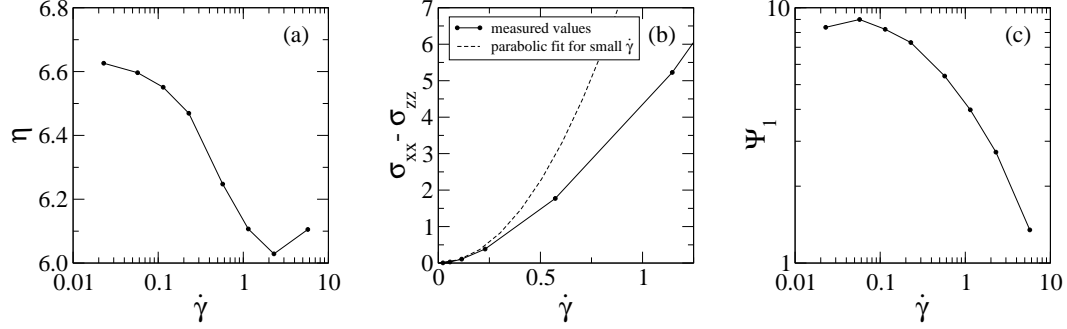 (a)
6.8
6.6
6.4
6.2
6.0
η
0.01 0.1 1 10
γ̇
(b)
measured values
parabolic fit for small γ̇
7
6
5
4
3
2
1
0
σxx - σzz
0 0.5 1
γ̇
(c)
10
1
Ψ1
0.01 0.1 1 10
γ̇